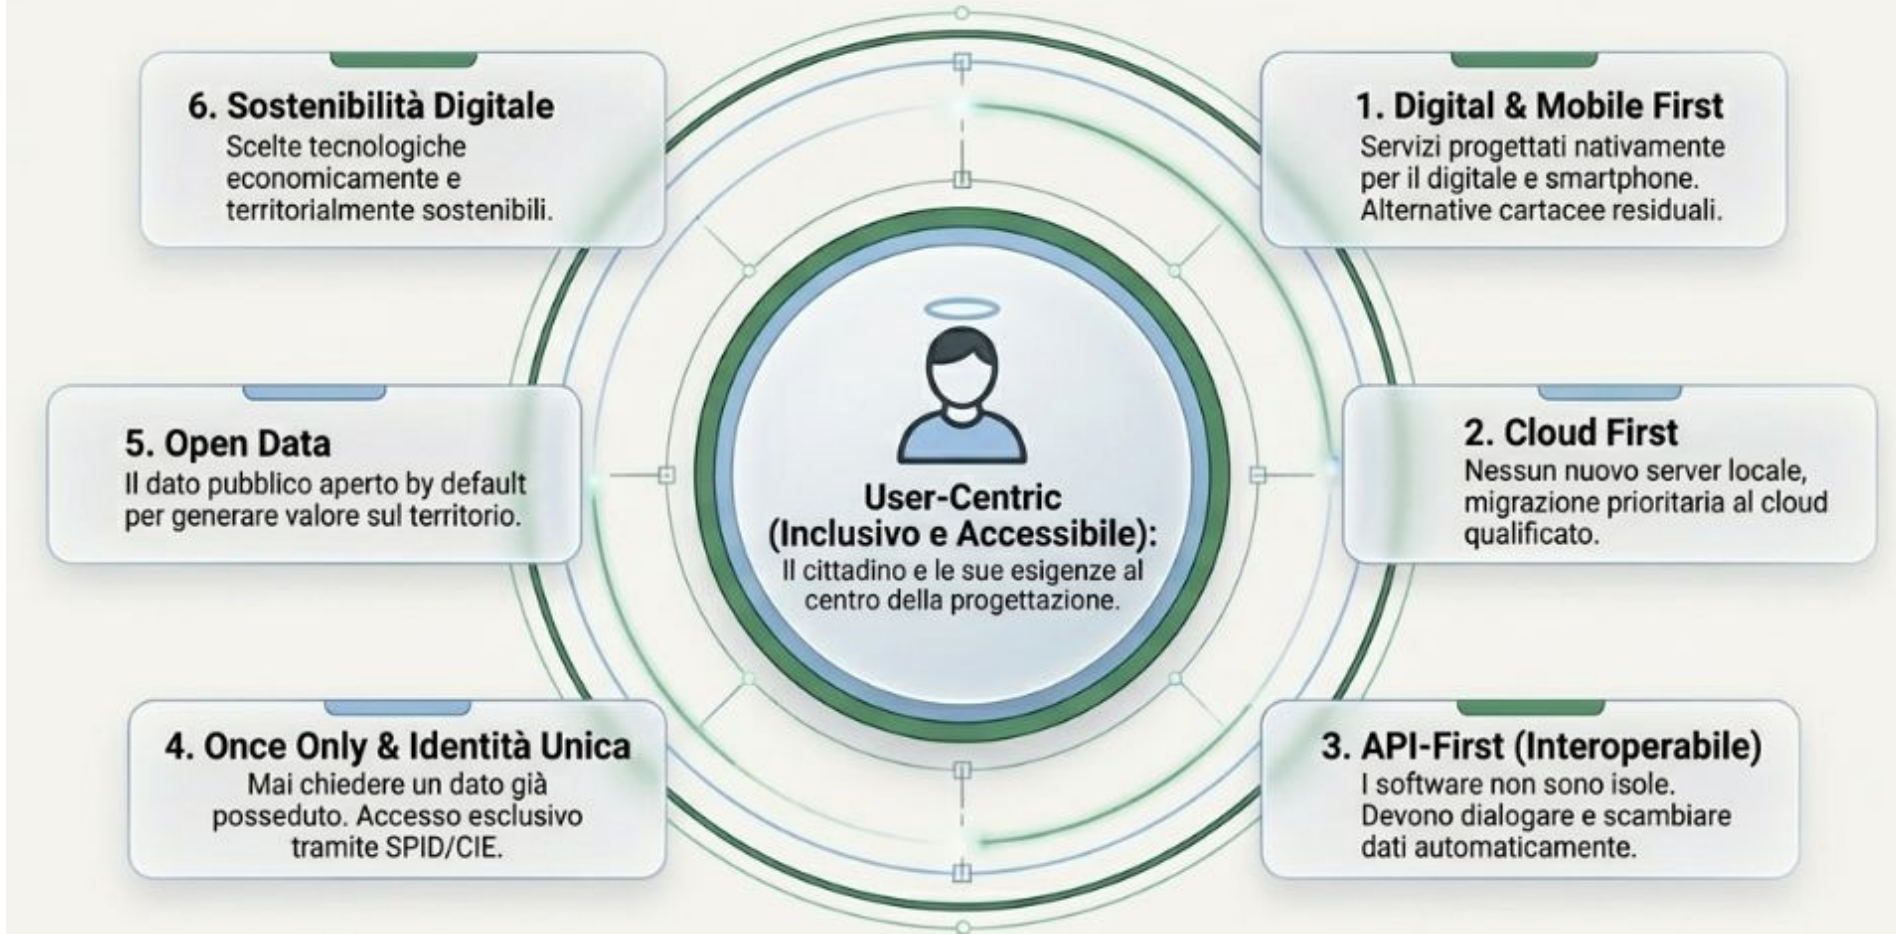 6. Sostenibilità Digitale
Scelte tecnologiche
economicamente e
territorialmente sostenibili.
1. Digital & Mobile First
Servizi progettati nativamente
per il digitale e smartphone.
Alternative cartacee residuali.
5. Open Data
Il dato pubblico aperto by default
per generare valore sul territorio.
User-Centric
(Inclusivo e Accessibile):
Il cittadino e le sue esigenze al
centro della progettazione.
2. Cloud First
Nessun nuovo server locale,
migrazione prioritaria al cloud
qualificato.
4. Once Only & Identità Unica
Mai chiedere un dato già
posseduto. Accesso esclusivo
tramite SPID/CIE.
3. API-First (Interoperabile)
I software non sono isole.
Devono dialogare e scambiare
dati automaticamente.